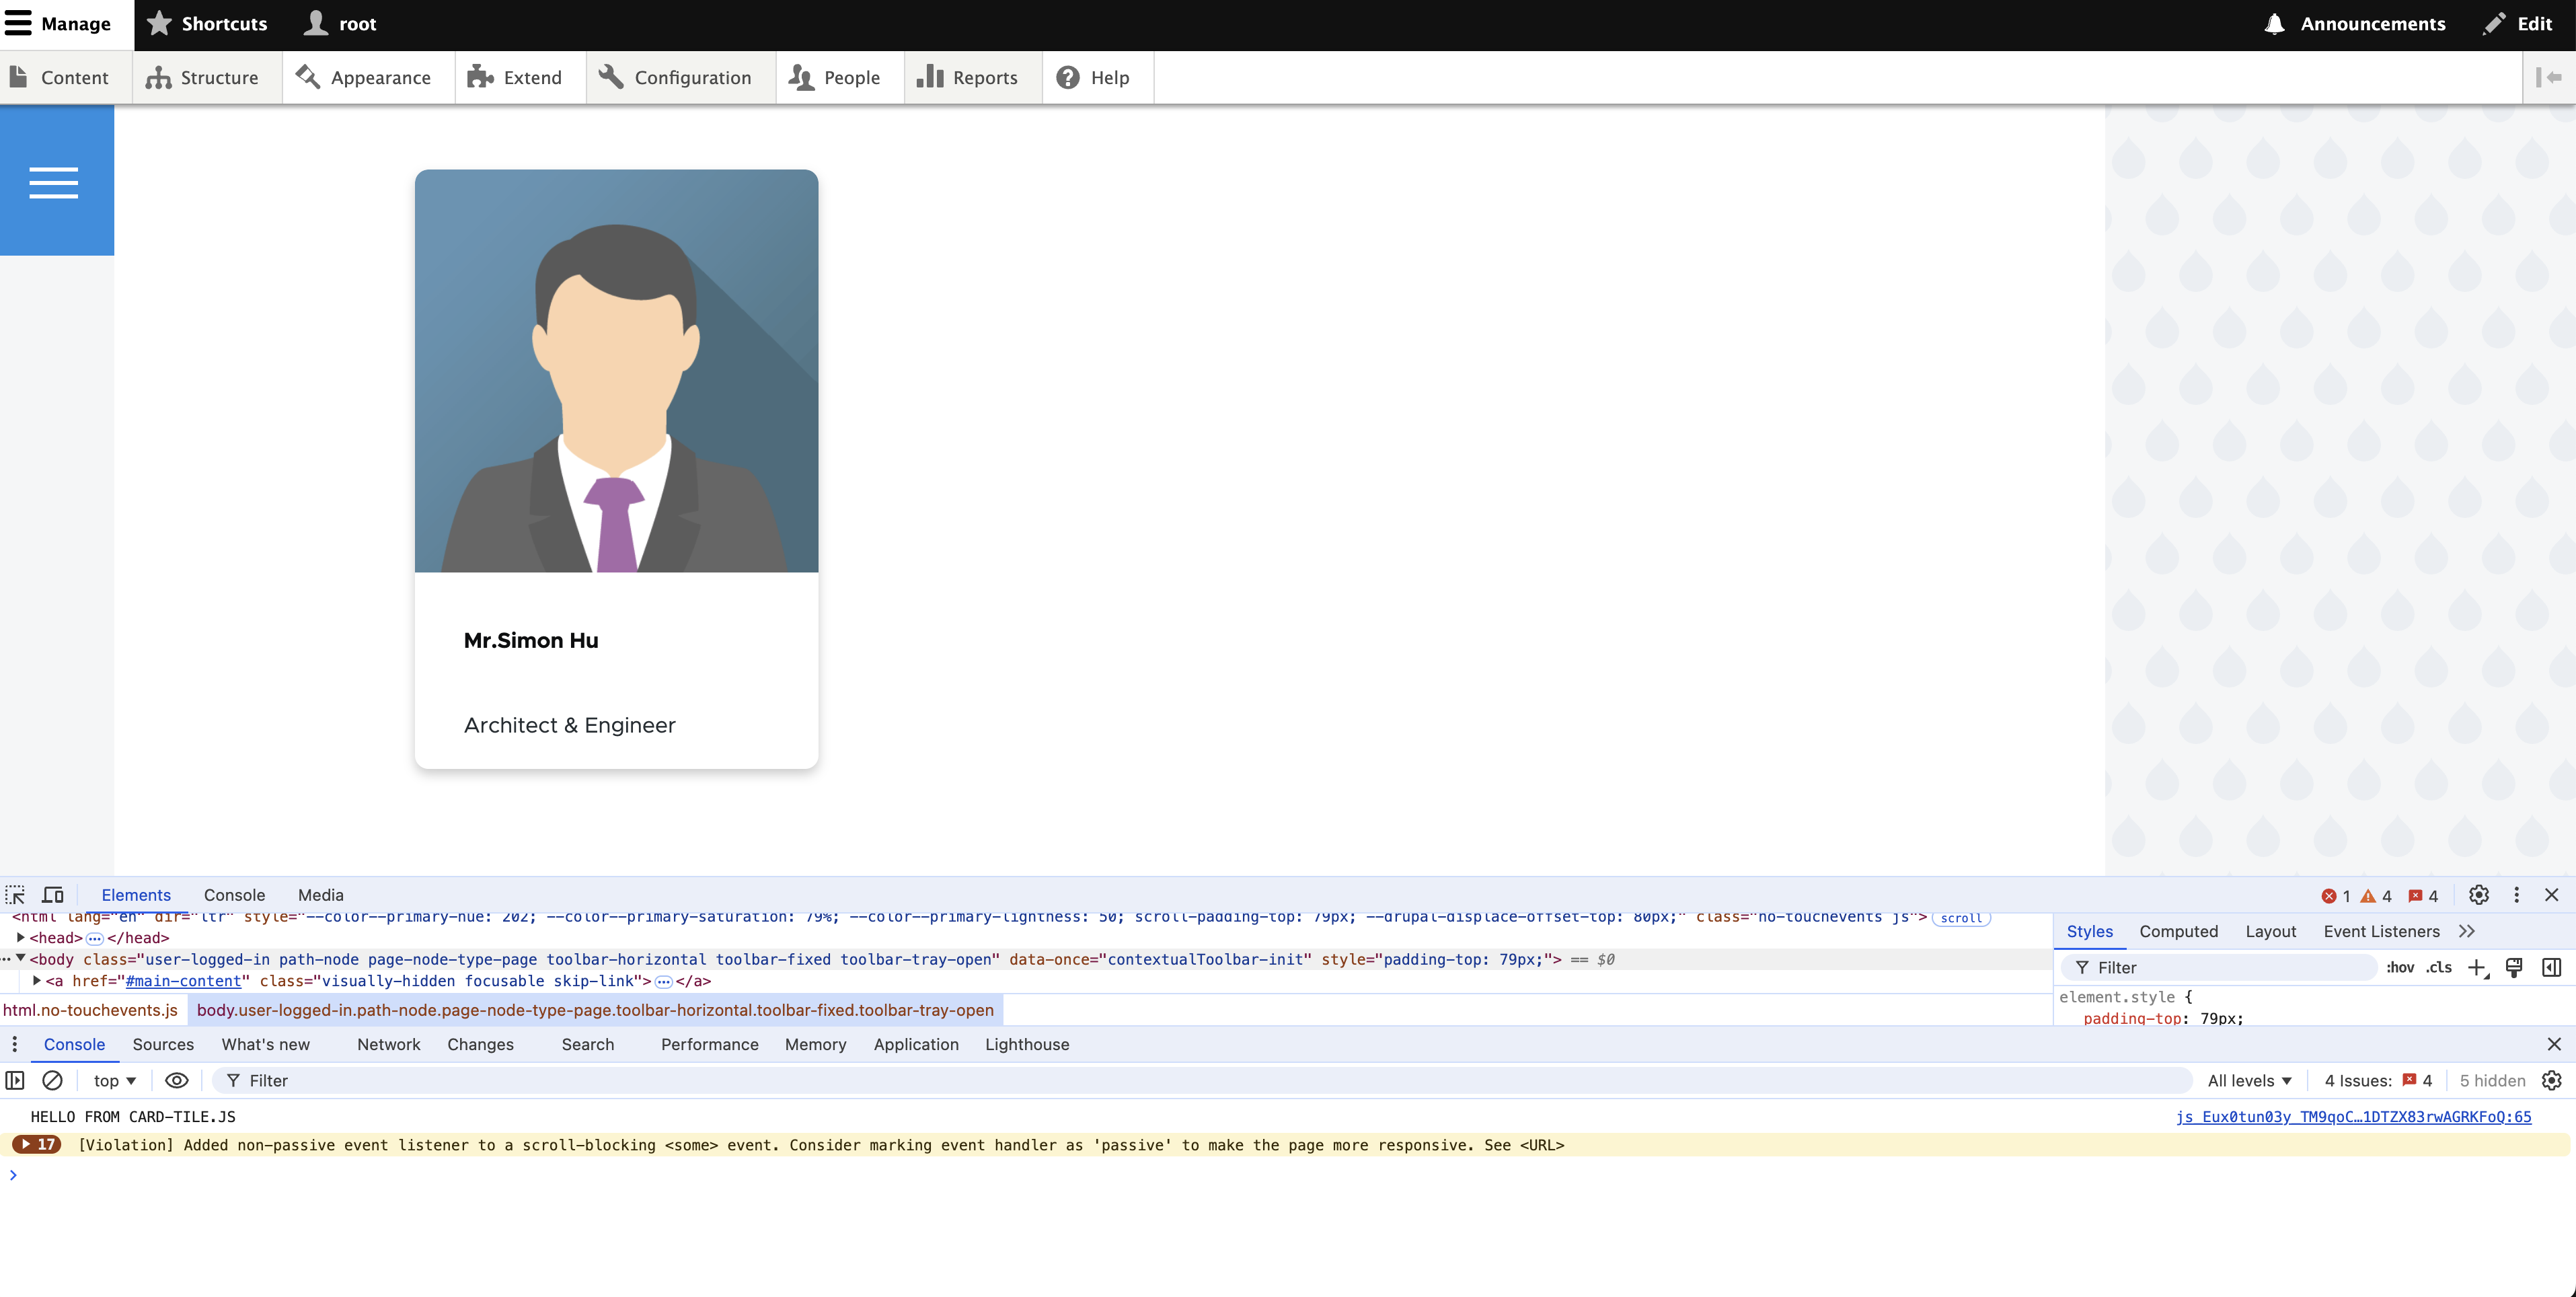 Manage Shortcuts root Announcements Edit
Content Structure Appearance Extend Configuration People Reports Help
Mr.Simon Hu
Architect & Engineer
Elements Console Media 1 4 4
<html lang="en" dir="ltr" style="--color--primary-hue: 202; --color--primary-saturation: 79%; --color--primary-lightness: 50; scroll-padding-top: 79px; --drupal-displace-offset-top: 80px;" class="no-touchevents js"> scroll
<head>…</head>
Styles Computed Layout Event Listeners
<body class="user-logged-in path-node page-node-type-page toolbar-horizontal toolbar-fixed toolbar-tray-open" data-once="contextualToolbar-init" style="padding-top: 79px;"> == $0
Filter :hov .cls
<a href="#main-content" class="visually-hidden focusable skip-link">…</a>
element.style {
padding-top: 79px;
html.no-touchevents.js body.user-logged-in.path-node.page-node-type-page.toolbar-horizontal.toolbar-fixed.toolbar-tray-open
Console Sources What's new Network Changes Search Performance Memory Application Lighthouse
top Filter All levels 4 Issues: 4 5 hidden
HELLO FROM CARD-TILE.JS js_Eux0tun03y_TM9qoC…1DTZX83rwAGRKFoQ:65
17 [Violation] Added non-passive event listener to a scroll-blocking <some> event. Consider marking event handler as 'passive' to make the page more responsive. See <URL>